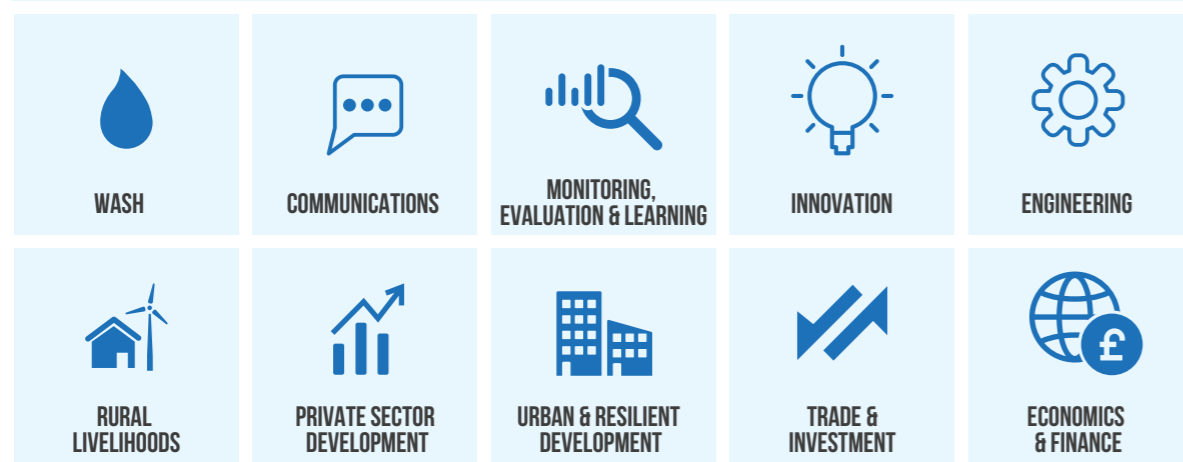 WASH
COMMUNICATIONS
MONITORING,
EVALUATION & LEARNING
INNOVATION
ENGINEERING
RURAL
LIVELIHOODS
PRIVATE SECTOR
DEVELOPMENT
URBAN & RESILIENT
DEVELOPMENT
TRADE &
INVESTMENT
£
ECONOMICS
& FINANCE